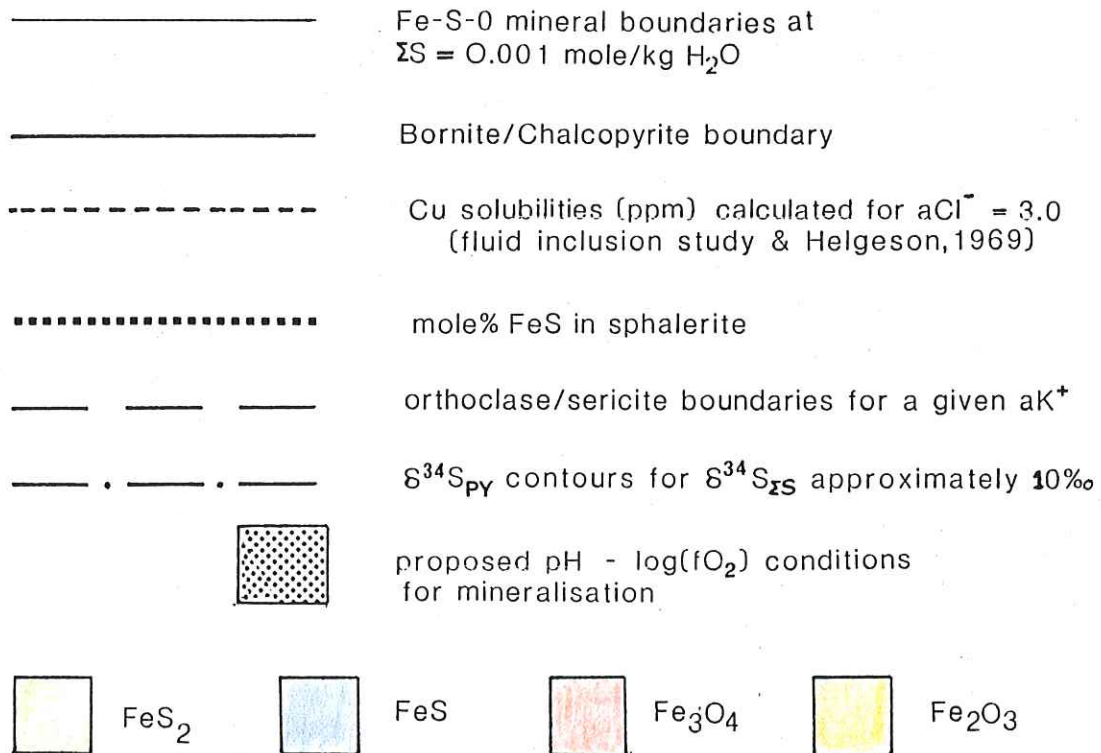 Fe-S-0 mineral boundaries at
ΣS = 0.001 mole/kg H₂O
Bornite/Chalcopyrite boundary
Cu solubilities (ppm) calculated for aCl⁻ = 3.0
(fluid inclusion study & Helgeson, 1969)
mole% FeS in sphalerite
orthoclase/sericite boundaries for a given aK⁺
δ³⁴S_PY contours for δ³⁴S_ΣS approximately 10‰
proposed pH - log(fO₂) conditions
for mineralisation
FeS₂ FeS Fe₃O₄ Fe₂O₃